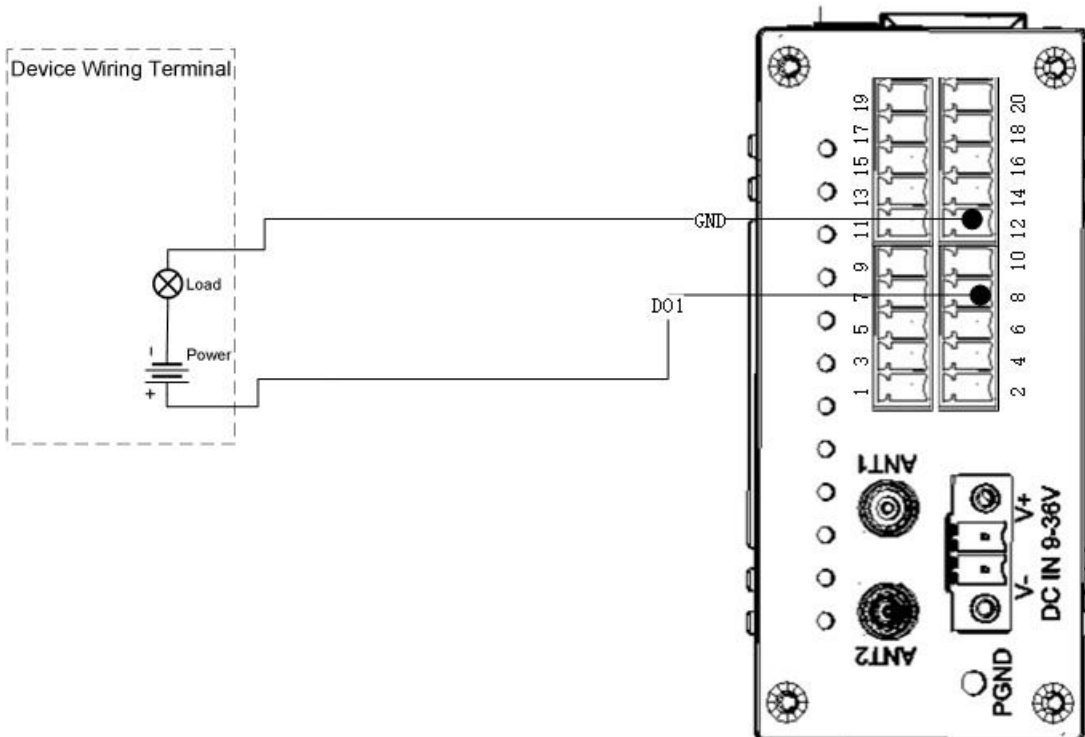 Device Wiring Terminal
Load
-
Power
+
GND
DO1
19
17
15
13
11
9
7
5
3
1
20
18
16
14
12
10
8
6
4
2
ANT1
ANT2
V+
V-
DC IN 9-36V
PGND